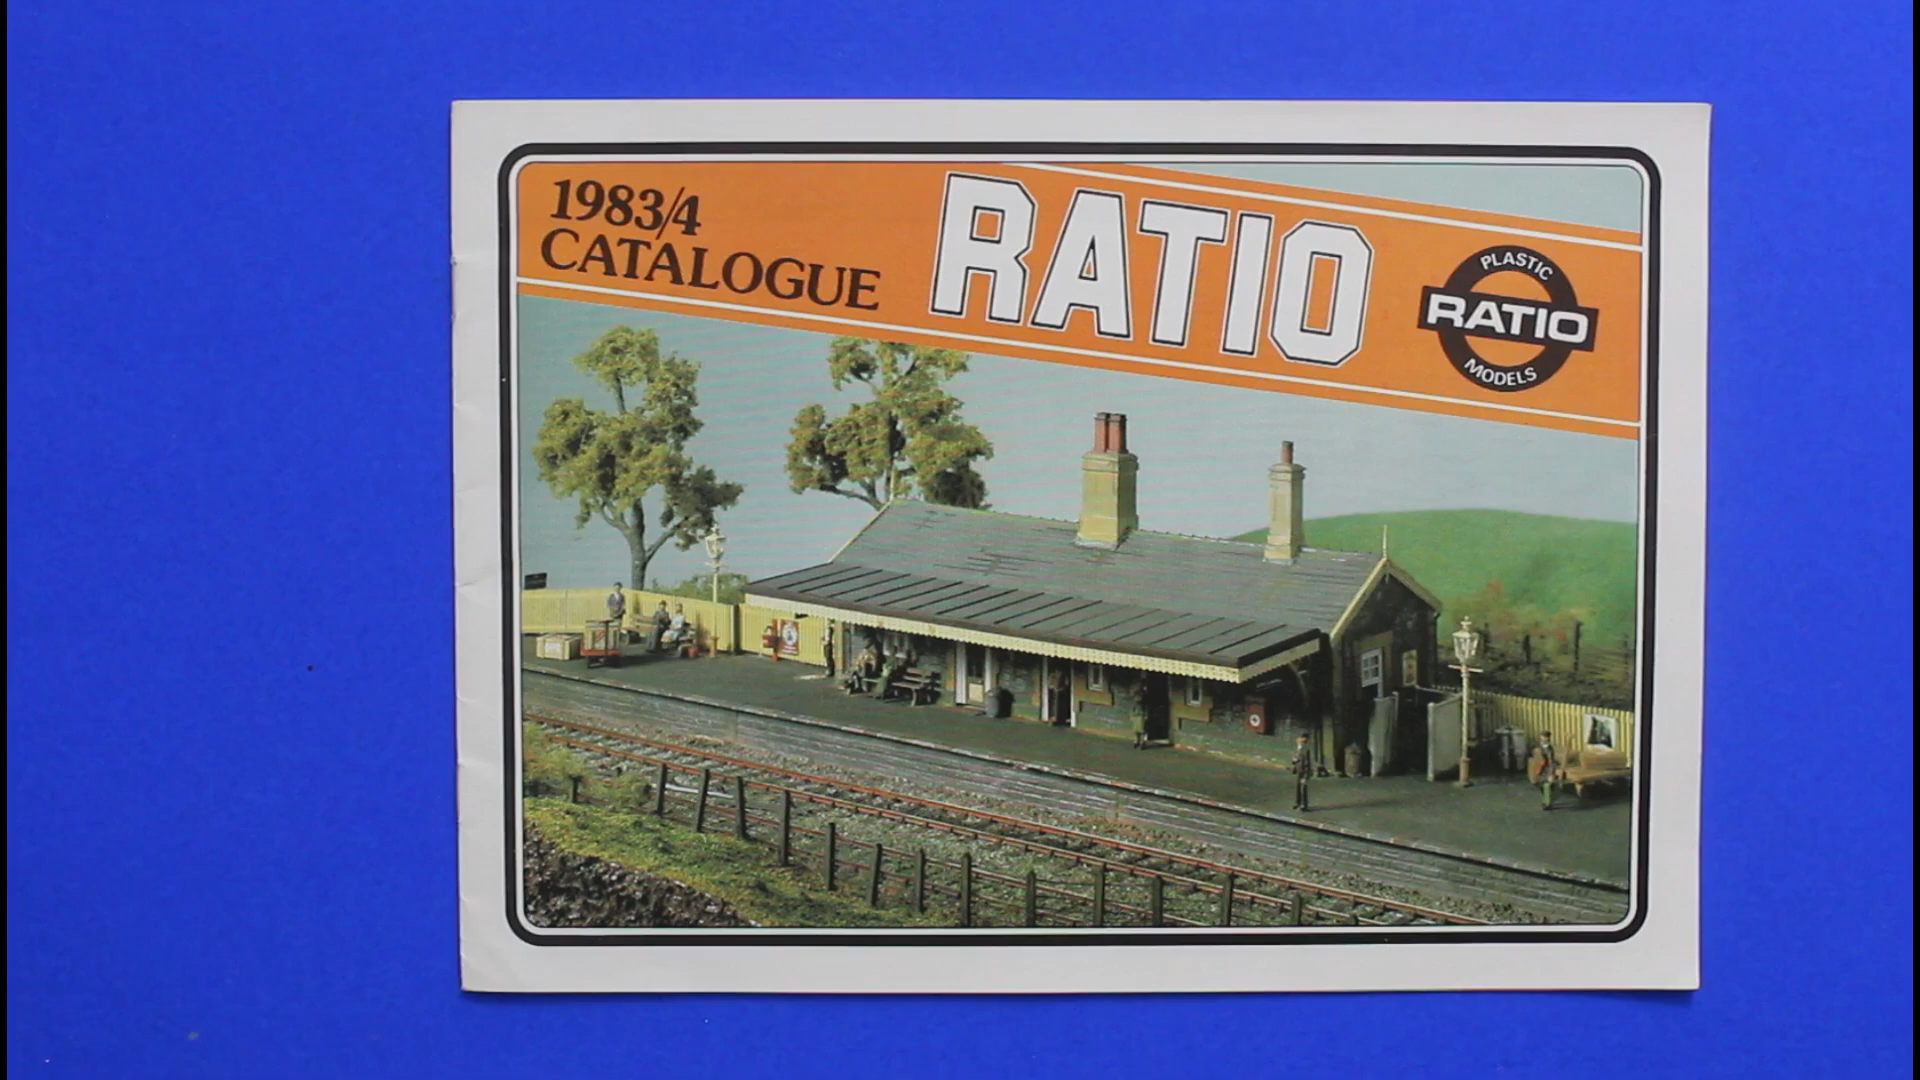 1983/4
CATALOGUE
RATIO
PLASTIC
RATIO
MODELS